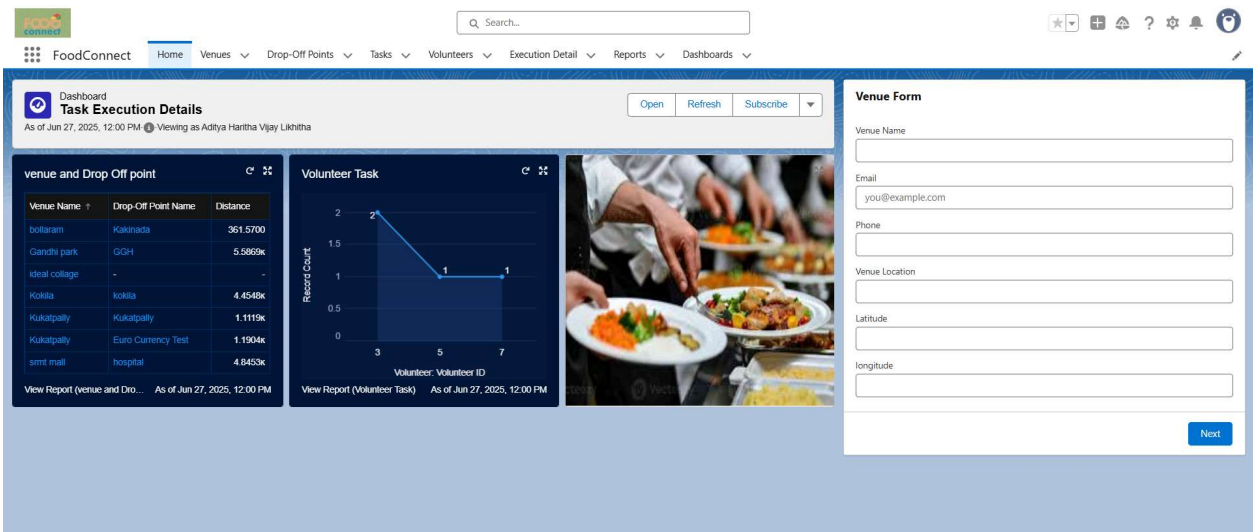 FOOD
connect
Search...
FoodConnect
Home
Venues
Drop-Off Points
Tasks
Volunteers
Execution Detail
Reports
Dashboards
Dashboard
Task Execution Details
As of Jun 27, 2025, 12:00 PM Viewing as Aditya Haritha Vijay Likhitha
Open
Refresh
Subscribe
venue and Drop Off point
Venue Name ↑ Drop-Off Point Name Distance
bollaram Kakinada 361.5700
Gandhi park GGH 5.5869K
ideal collage - -
Kokila kokila 4.4548K
Kukatpally Kukatpally 1.1119K
Kukatpally Euro Currency Test 1.1904K
srmt mall hospital 4.8453K
View Report (venue and Dro... As of Jun 27, 2025, 12:00 PM
Volunteer Task
Record Count
2
1.5
1
0.5
0
2
1
1
3 5 7
Volunteer: Volunteer ID
View Report (Volunteer Task) As of Jun 27, 2025, 12:00 PM
Venue Form
Venue Name
Email
you@example.com
Phone
Venue Location
Latitude
longitude
Next